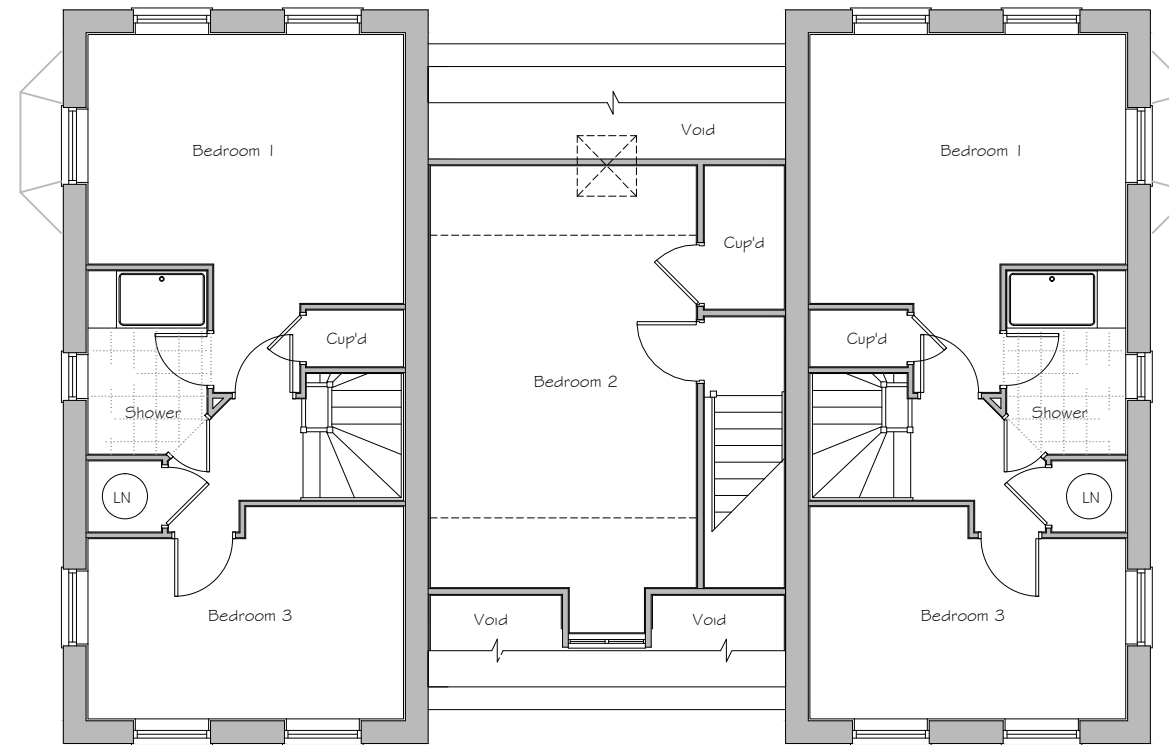 Void
Bedroom 1
Bedroom 1
Cup'd
Cup'd
Cup'd
Bedroom 2
Shower
Shower
LN
LN
Bedroom 3
Void
Void
Bedroom 3